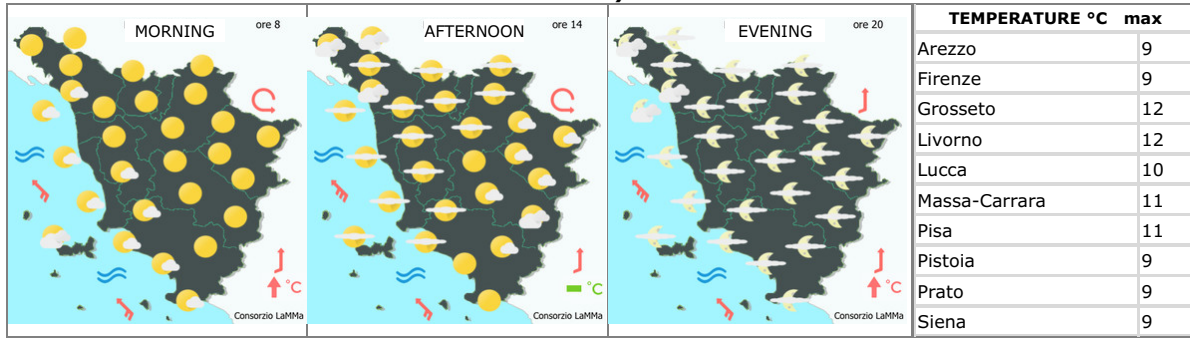 MORNING ore 8
°C
Consorzio LaMMa
AFTERNOON ore 14
°C
Consorzio LaMMa
EVENING ore 20
°C
Consorzio LaMMa
TEMPERATURE °C max
Arezzo 9
Firenze 9
Grosseto 12
Livorno 12
Lucca 10
Massa-Carrara 11
Pisa 11
Pistoia 9
Prato 9
Siena 9